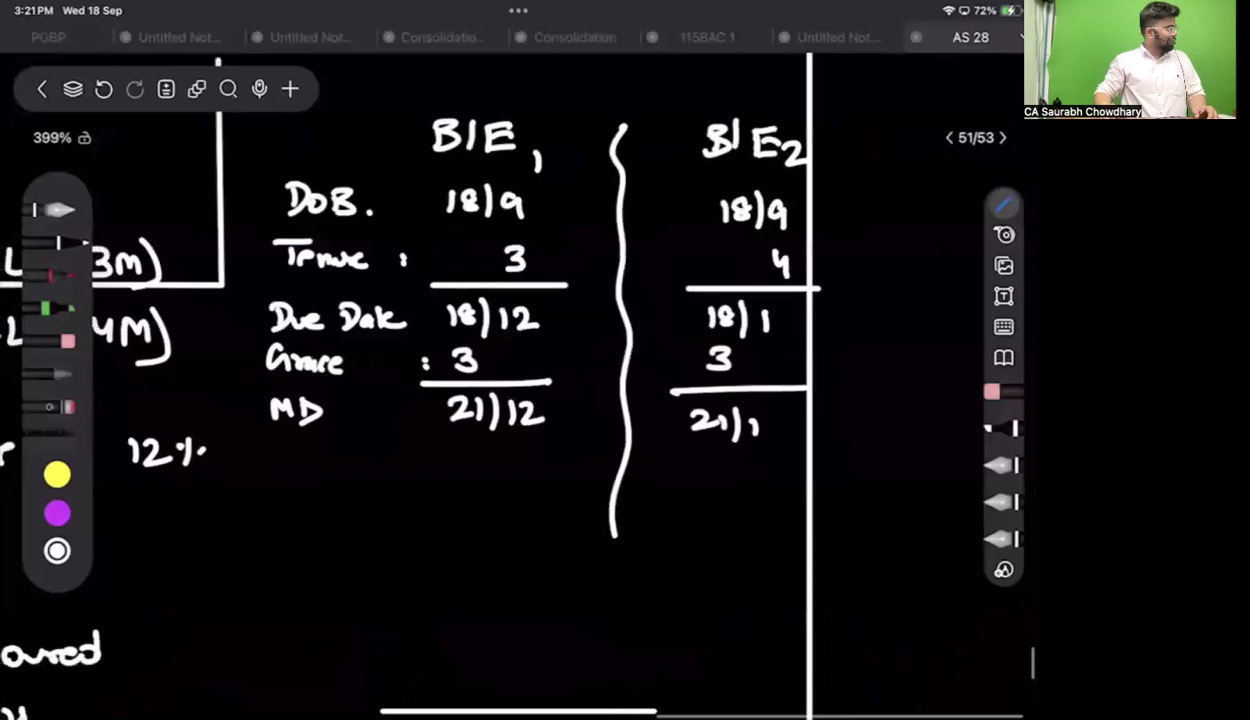 3:21 PM Wed 18 Sep
72%
PGBP
Untitled Not...
Untitled Not...
Consolidatio...
Consolidation
115BAC 1
Untitled Not...
AS 28
CA Saurabh Chowdhary
399%
51/53
B/E1
B/E2
DOB. 18/9 18/9
Tenure : 3 4
3M)
Due Date 18/12 18/1
4M)
Grace : 3 3
MD 21/12 21/1
12%
oured